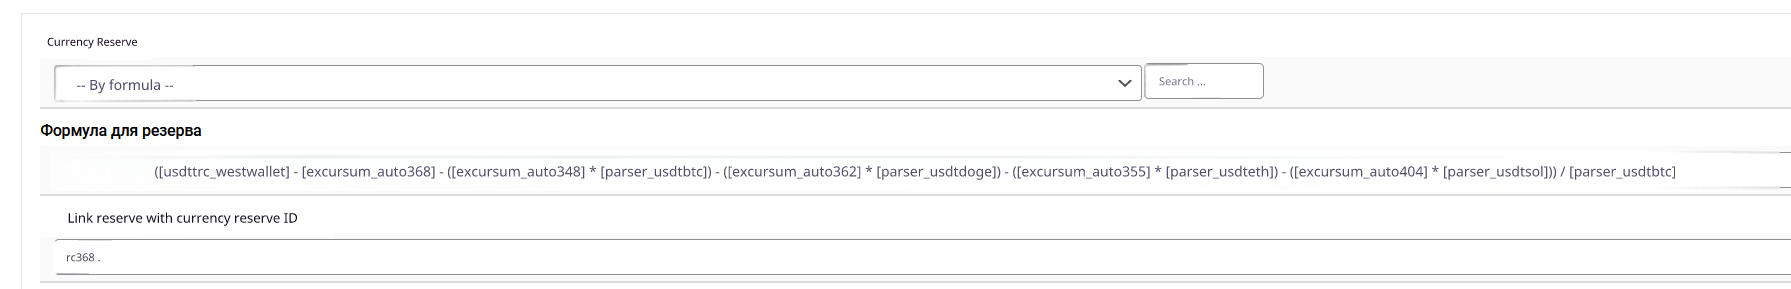 Currency Reserve
-- By formula --
Search ...
Формула для резерва
([usdttrc_westwallet] - [excursum_auto368] - ([excursum_auto348] * [parser_usdtbtc]) - ([excursum_auto362] * [parser_usdtdoge]) - ([excursum_auto355] * [parser_usdteth]) - ([excursum_auto404] * [parser_usdtsol])) / [parser_usdtbtc]
Link reserve with currency reserve ID
rc368 .